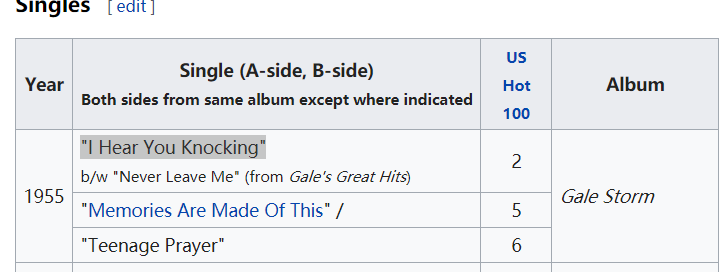 Singles [ edit ]
Year
Single (A-side, B-side)
Both sides from same album except where indicated
US
Hot
100
Album
1955
"I Hear You Knocking"
b/w "Never Leave Me" (from Gale's Great Hits)
2
"Memories Are Made Of This" /
5
"Teenage Prayer"
6
Gale Storm